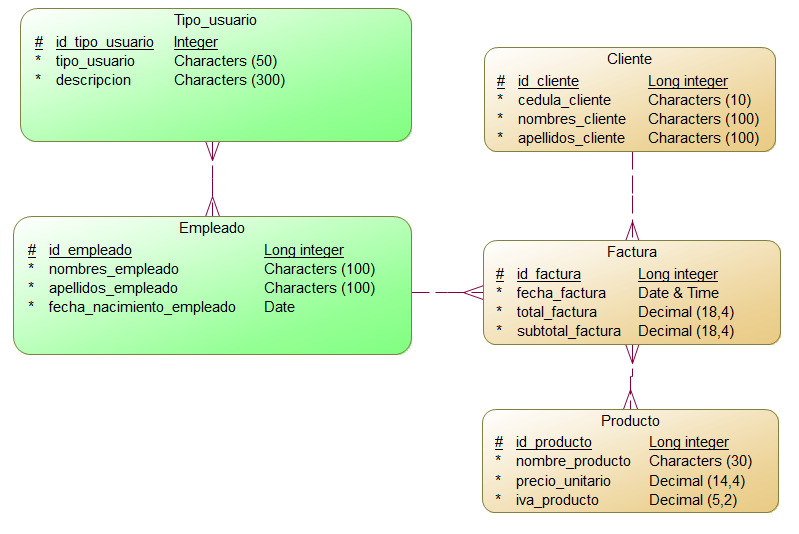 Tipo_usuario
# id_tipo_usuario Integer
* tipo_usuario Characters (50)
* descripcion Characters (300)
Cliente
# id_cliente Long integer
* cedula_cliente Characters (10)
* nombres_cliente Characters (100)
* apellidos_cliente Characters (100)
Empleado
# id_empleado Long integer
* nombres_empleado Characters (100)
* apellidos_empleado Characters (100)
* fecha_nacimiento_empleado Date
Factura
# id_factura Long integer
* fecha_factura Date & Time
* total_factura Decimal (18,4)
* subtotal_factura Decimal (18,4)
Producto
# id_producto Long integer
* nombre_producto Characters (30)
* precio_unitario Decimal (14,4)
* iva_producto Decimal (5,2)